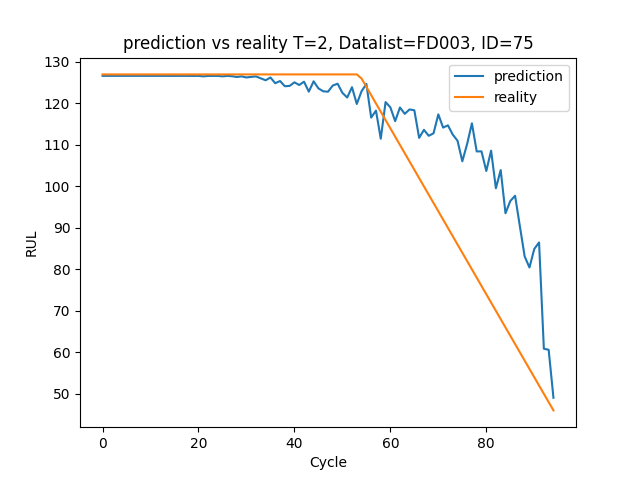 prediction vs reality T=2, Datalist=FD003, ID=75
prediction
reality
130
120
110
100
90
80
70
60
50
RUL
0 20 40 60 80
Cycle